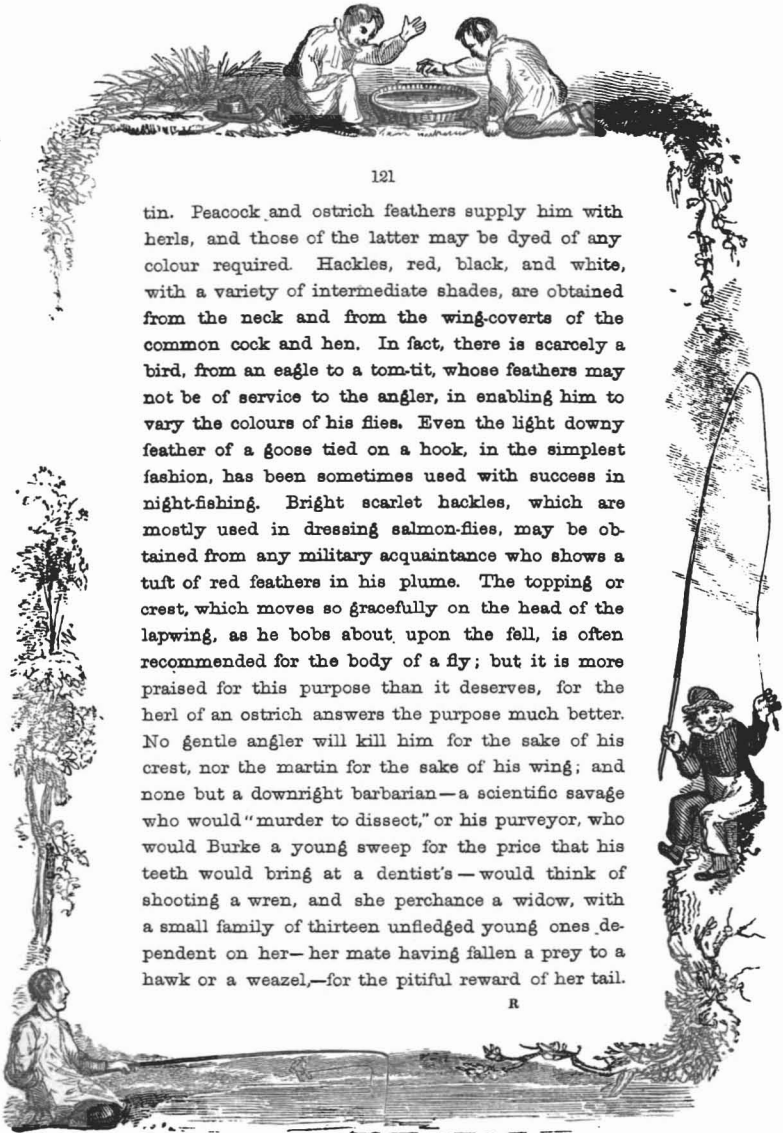 121
tin. Peacock and ostrich feathers supply him with
herls, and those of the latter may be dyed of any
colour required. Hackles, red, black, and white,
with a variety of intermediate shades, are obtained
from the neck and from the wing-coverts of the
common cock and hen. In fact, there is scarcely a
bird, from an eagle to a tom-tit, whose feathers may
not be of service to the angler, in enabling him to
vary the colours of his flies. Even the light downy
feather of a goose tied on a hook, in the simplest
fashion, has been sometimes used with success in
night-fishing. Bright scarlet hackles, which are
mostly used in dressing salmon-flies, may be ob-
tained from any military acquaintance who shows a
tuft of red feathers in his plume. The topping or
crest, which moves so gracefully on the head of the
lapwing, as he bobs about upon the fell, is often
recommended for the body of a fly; but it is more
praised for this purpose than it deserves, for the
herl of an ostrich answers the purpose much better.
No gentle angler will kill him for the sake of his
crest, nor the martin for the sake of his wing; and
none but a downright barbarian—a scientific savage
who would "murder to dissect," or his purveyor, who
would Burke a young sweep for the price that his
teeth would bring at a dentist's—would think of
shooting a wren, and she perchance a widow, with
a small family of thirteen unfledged young ones de-
pendent on her—her mate having fallen a prey to a
hawk or a weazel,—for the pitiful reward of her tail.
R